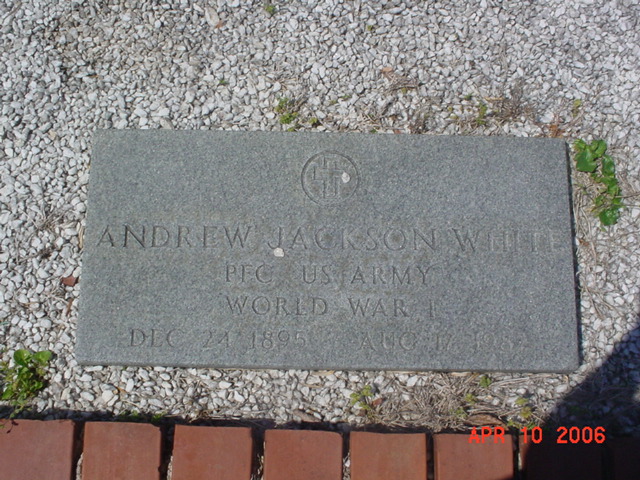 ANDREW JACKSON WHITE
PFC US ARMY
WORLD WAR I
DEC 24 1895 AUG 17
APR 10 2006